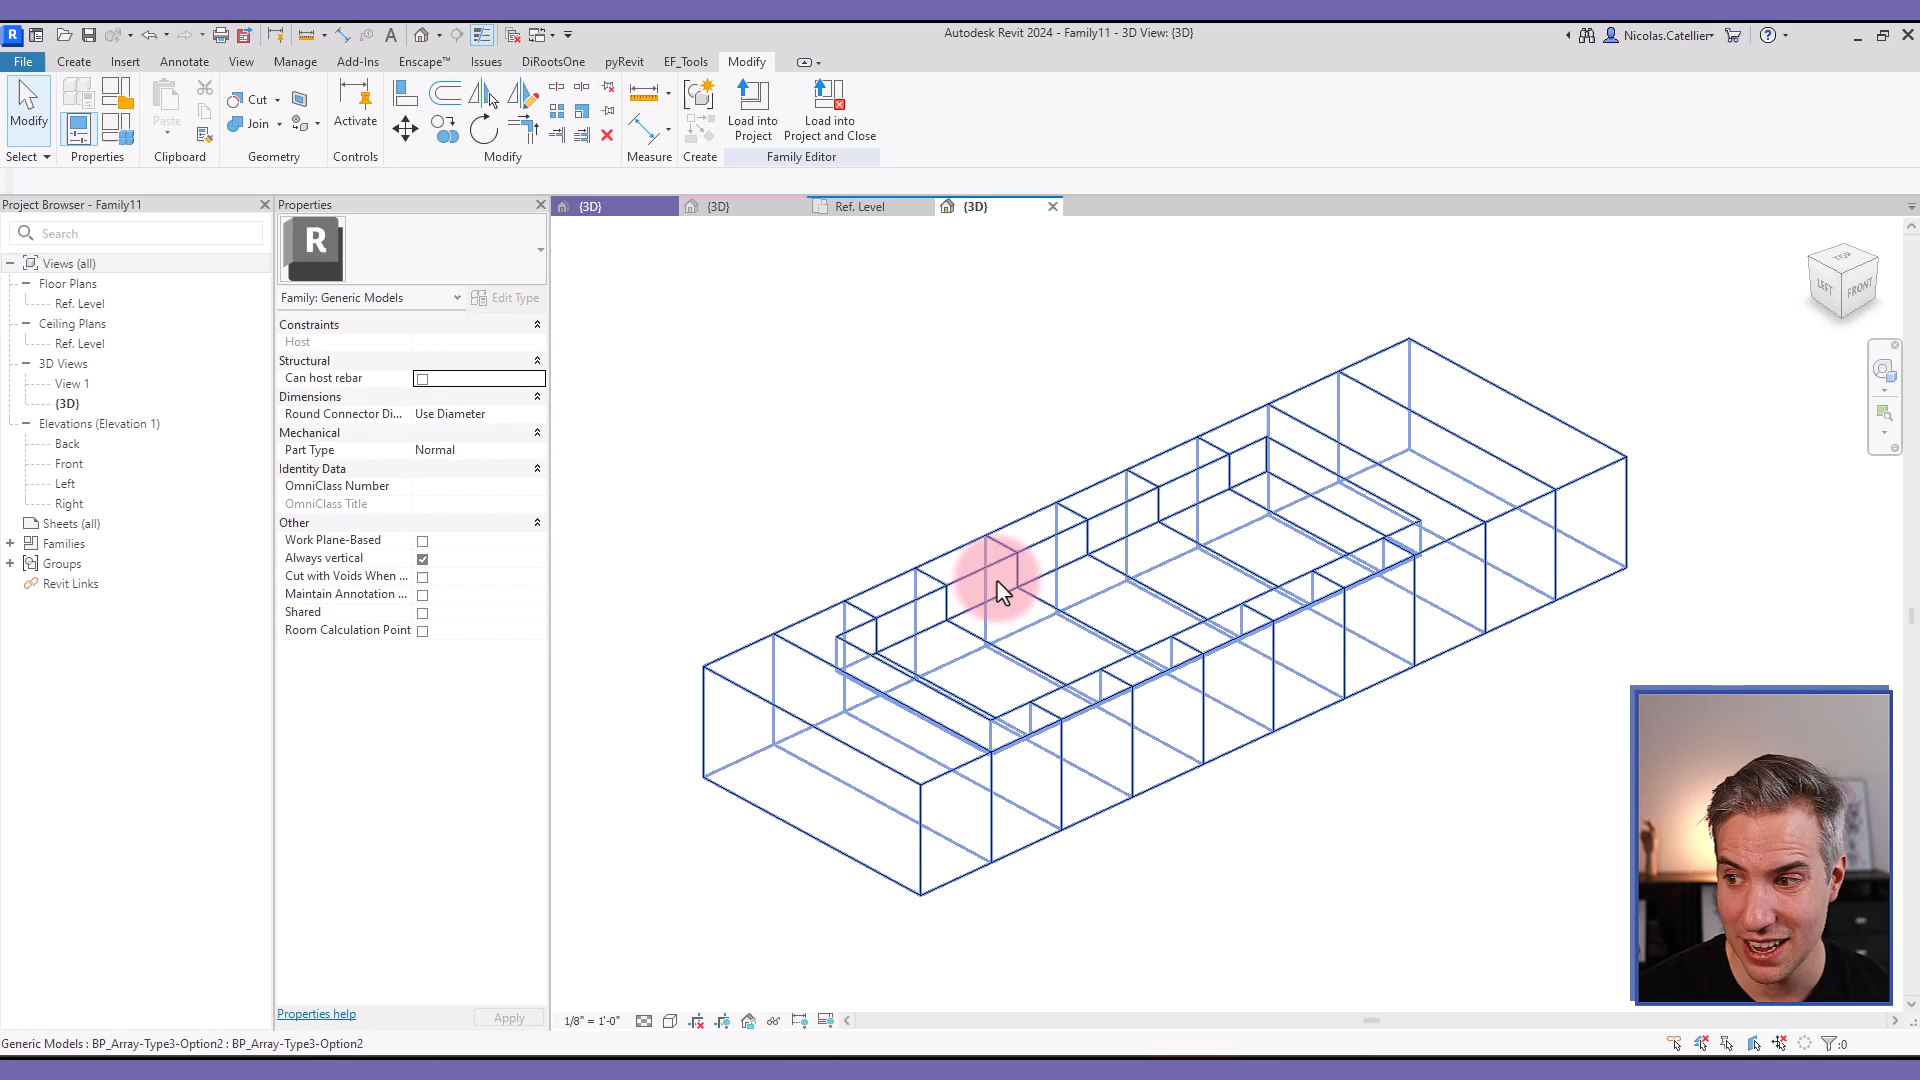 Autodesk Revit 2024 - Family11 - 3D View: {3D}
Nicolas.Catellier
File
Create
Insert
Annotate
View
Manage
Add-Ins
Enscape™
Issues
DiRootsOne
pyRevit
EF_Tools
Modify
Modify
Paste
Cut
Join
Activate
Load into
Project
Load into
Project and Close
Select
Properties
Clipboard
Geometry
Controls
Modify
Measure
Create
Family Editor
Project Browser - Family11
Search
Views (all)
Floor Plans
Ref. Level
Ceiling Plans
Ref. Level
3D Views
View 1
{3D}
Elevations (Elevation 1)
Back
Front
Left
Right
Sheets (all)
Families
Groups
Revit Links
Properties
R
Family: Generic Models
Edit Type
Constraints
Host
Structural
Can host rebar
Dimensions
Round Connector Di... Use Diameter
Mechanical
Part Type Normal
Identity Data
OmniClass Number
OmniClass Title
Other
Work Plane-Based
Always vertical
Cut with Voids When ...
Maintain Annotation ...
Shared
Room Calculation Point
Properties help
Apply
{3D}
{3D}
Ref. Level
{3D}
TOP
LEFT
FRONT
1/8" = 1'-0"
Generic Models : BP_Array-Type3-Option2 : BP_Array-Type3-Option2
:0